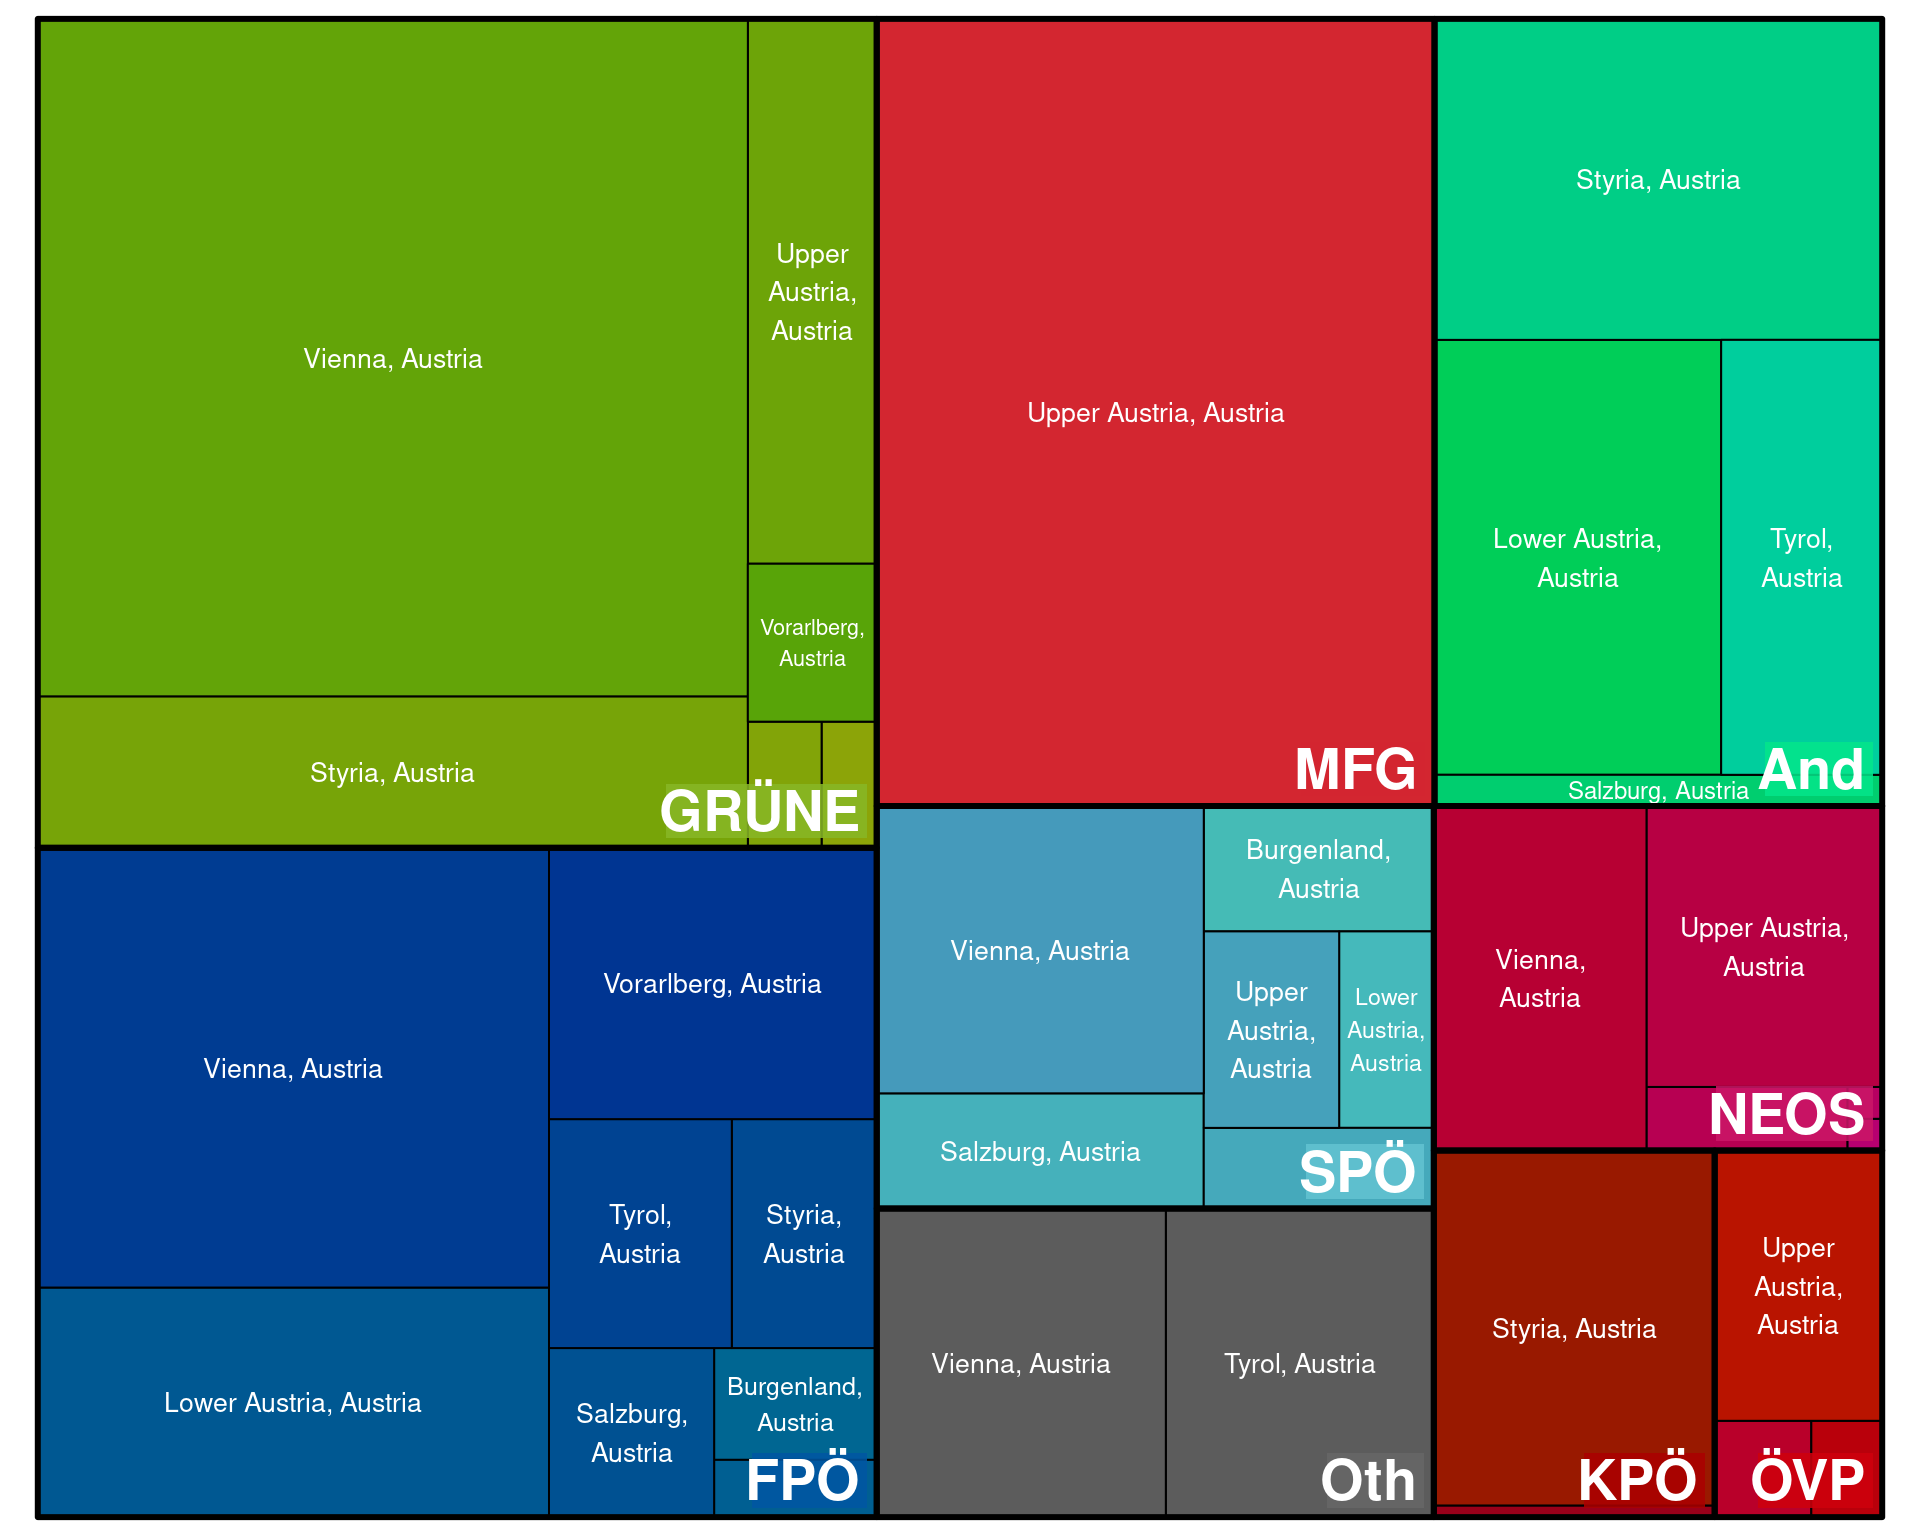 Vienna, Austria
Upper
Austria,
Austria
Vorarlberg,
Austria
Styria, Austria
GRÜNE
Vienna, Austria
Vorarlberg, Austria
Tyrol,
Austria
Styria,
Austria
Lower Austria, Austria
Salzburg,
Austria
Burgenland,
Austria
FPÖ
Upper Austria, Austria
MFG
Vienna, Austria
Burgenland,
Austria
Upper
Austria,
Austria
Lower
Austria,
Austria
Salzburg, Austria
SPÖ
Vienna, Austria
Tyrol, Austria
Oth
Styria, Austria
Lower Austria,
Austria
Tyrol,
Austria
Salzburg, Austria
And
Vienna,
Austria
Upper Austria,
Austria
NEOS
Styria, Austria
KPÖ
Upper
Austria,
Austria
ÖVP